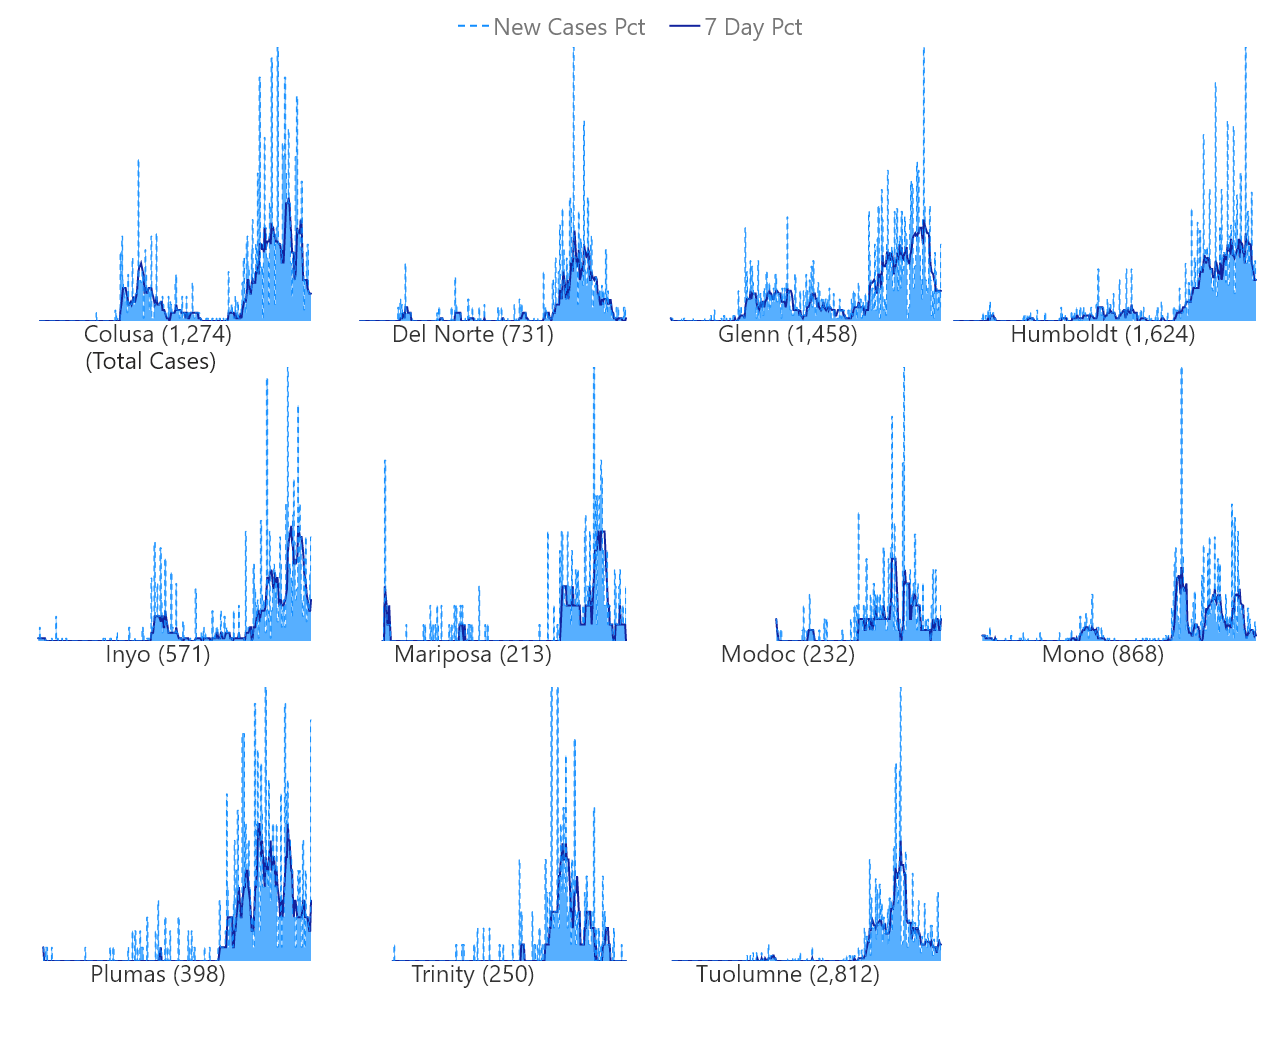 New Cases Pct 7 Day Pct
Colusa (1,274) Del Norte (731) Glenn (1,458) Humboldt (1,624)
(Total Cases)
Inyo (571) Mariposa (213) Modoc (232) Mono (868)
Plumas (398) Trinity (250) Tuolumne (2,812)